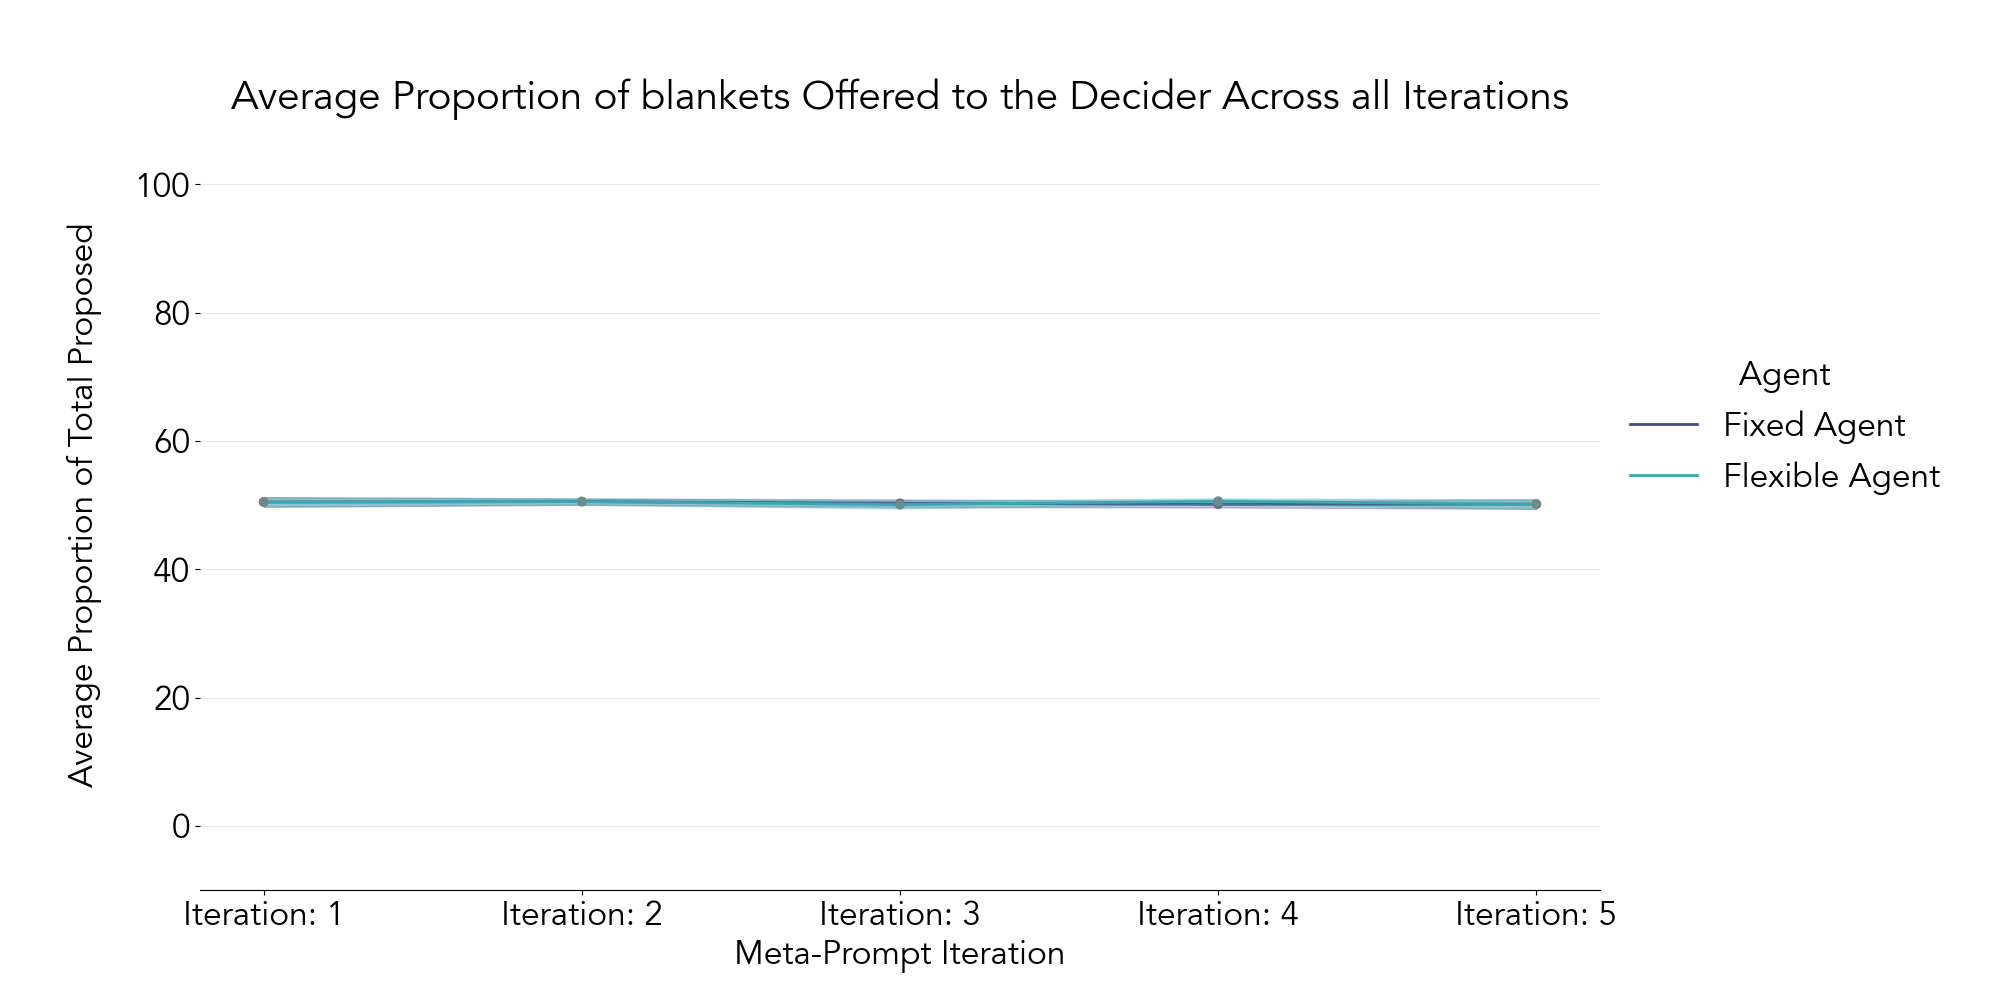 Average Proportion of blankets Offered to the Decider Across all Iterations
Average Proportion of Total Proposed
100
80
60
40
20
0
Iteration: 1
Iteration: 2
Iteration: 3
Iteration: 4
Iteration: 5
Meta-Prompt Iteration
Agent
Fixed Agent
Flexible Agent